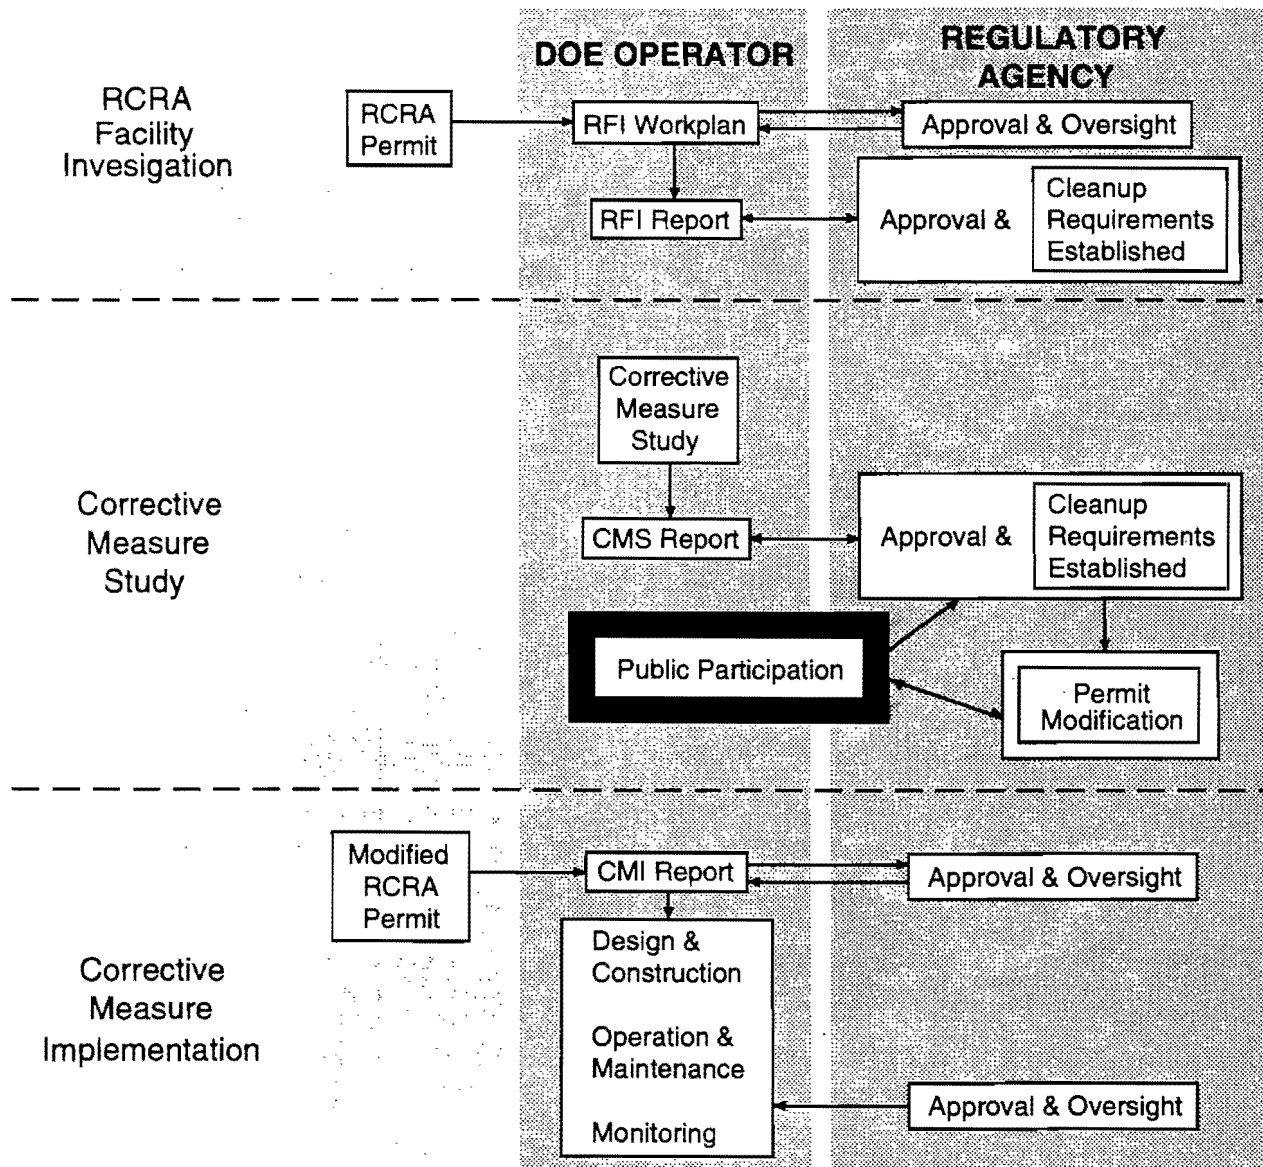 DOE OPERATOR
REGULATORY
AGENCY
RCRA
Facility
Invesigation
RCRA
Permit
RFI Workplan
Approval & Oversight
RFI Report
Approval &
Cleanup
Requirements
Established
Corrective
Measure
Study
Corrective
Measure
Study
CMS Report
Approval &
Cleanup
Requirements
Established
Public Participation
Permit
Modification
Corrective
Measure
Implementation
Modified
RCRA
Permit
CMI Report
Approval & Oversight
Design &
Construction
Operation &
Maintenance
Monitoring
Approval & Oversight